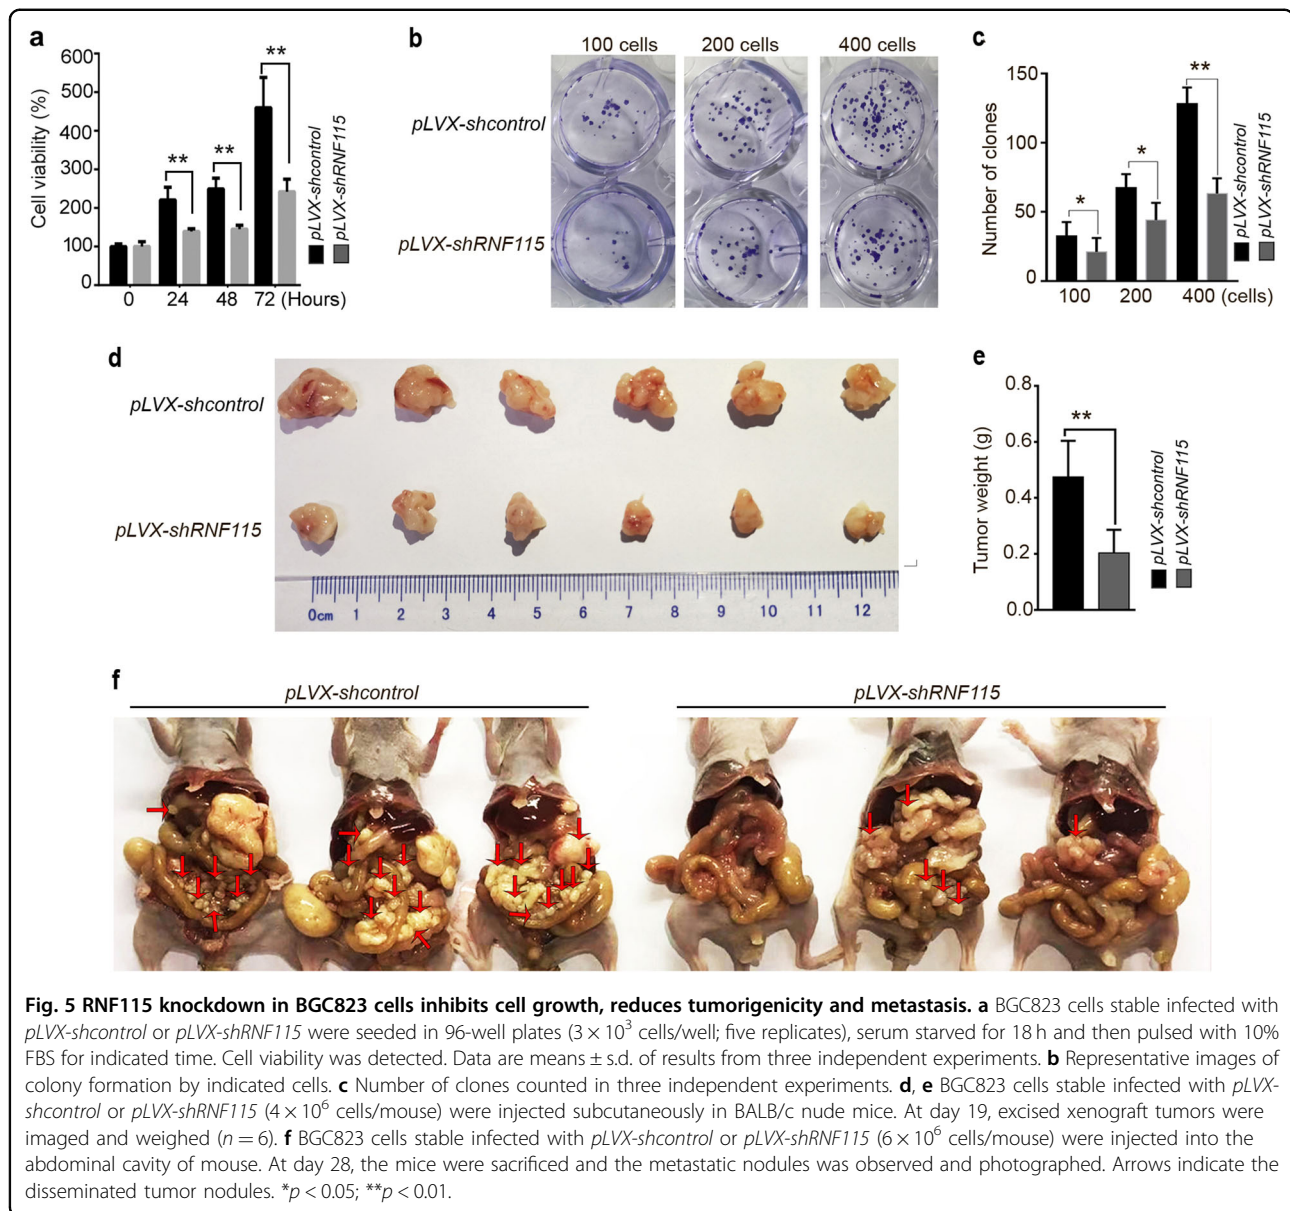 a
600
500
400
300
200
100
0
Cell viability (%)
**
**
**
0 24 48 72 (Hours)
pLVX-shcontrol
pLVX-shRNF115
b
100 cells 200 cells 400 cells
pLVX-shcontrol
pLVX-shRNF115
c
150
100
50
0
Number of clones
*
*
**
100 200 400 (cells)
pLVX-shcontrol
pLVX-shRNF115
d
pLVX-shcontrol
pLVX-shRNF115
0cm 1 2 3 4 5 6 7 8 9 10 11 12
e
0.8
0.6
0.4
0.2
0.0
Tumor weight (g)
**
pLVX-shcontrol
pLVX-shRNF115
f
pLVX-shcontrol pLVX-shRNF115
Fig. 5 RNF115 knockdown in BGC823 cells inhibits cell growth, reduces tumorigenicity and metastasis. a BGC823 cells stable infected with
pLVX-shcontrol or pLVX-shRNF115 were seeded in 96-well plates (3 × 10³ cells/well; five replicates), serum starved for 18 h and then pulsed with 10%
FBS for indicated time. Cell viability was detected. Data are means ± s.d. of results from three independent experiments. b Representative images of
colony formation by indicated cells. c Number of clones counted in three independent experiments. d, e BGC823 cells stable infected with pLVX-
shcontrol or pLVX-shRNF115 (4 × 10⁶ cells/mouse) were injected subcutaneously in BALB/c nude mice. At day 19, excised xenograft tumors were
imaged and weighed (n = 6). f BGC823 cells stable infected with pLVX-shcontrol or pLVX-shRNF115 (6 × 10⁶ cells/mouse) were injected into the
abdominal cavity of mouse. At day 28, the mice were sacrificed and the metastatic nodules was observed and photographed. Arrows indicate the
disseminated tumor nodules. *p < 0.05; **p < 0.01.